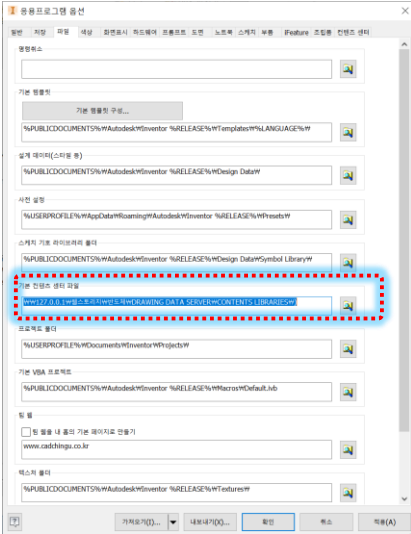 응용프로그램 옵션
일반 저장 파일 색상 화면표시 하드웨어 프롬프트 도면 노트북 스케치 부품 iFeature 조립품 컨텐츠 센터
명령취소
기본 템플릿
기본 템플릿 구성...
%PUBLICDOCUMENTS%₩Autodesk₩Inventor %RELEASE%₩Templates₩%LANGUAGE%₩
설계 데이터(스타일 등)
%PUBLICDOCUMENTS%₩Autodesk₩Inventor %RELEASE%₩Design Data₩
사전 설정
%USERPROFILE%₩AppData₩Roaming₩Autodesk₩Inventor %RELEASE%₩Presets₩
스케치 기호 라이브러리 폴더
%PUBLICDOCUMENTS%₩Autodesk₩Inventor %RELEASE%₩Design Data₩Symbol Library₩
기본 컨텐츠 센터 파일
₩₩127.0.0.1₩웹스토리지₩반드제₩DRAWING DATA SERVER₩CONTENTS LIBRARIES₩
프로젝트 폴더
%USERPROFILE%₩Documents₩Inventor₩Projects₩
기본 VBA 프로젝트
%PUBLICDOCUMENTS%₩Autodesk₩Inventor %RELEASE%₩Macros₩Default.ivb
팀 웹
팀 웹을 내 홈의 기본 페이지로 만들기
www.cadchingu.co.kr
텍스처 폴더
%PUBLICDOCUMENTS%₩Autodesk₩Inventor %RELEASE%₩Textures₩
가져오기(I)... 내보내기(X)... 확인 취소 적용(A)